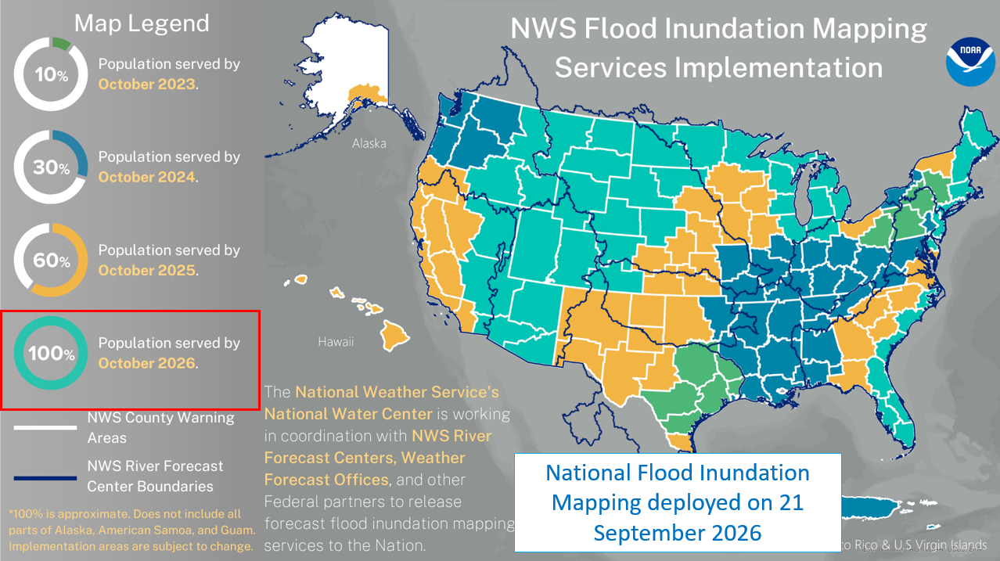 Map Legend
10%
Population served by
October 2023.
30%
Population served by
October 2024.
60%
Population served by
October 2025.
100%
Population served by
October 2026.
NWS County Warning
Areas
NWS River Forecast
Center Boundaries
*100% is approximate. Does not include all
parts of Alaska, American Samoa, and Guam.
Implementation areas are subject to change.
NWS Flood Inundation Mapping
Services Implementation
NOAA
Alaska
Hawaii
The National Weather Service's
National Water Center is working
in coordination with NWS River
Forecast Centers, Weather
Forecast Offices, and other
Federal partners to release
forecast flood inundation mapping
services to the Nation.
National Flood Inundation
Mapping deployed on 21
September 2026
to Rico & U.S Virgin Islands